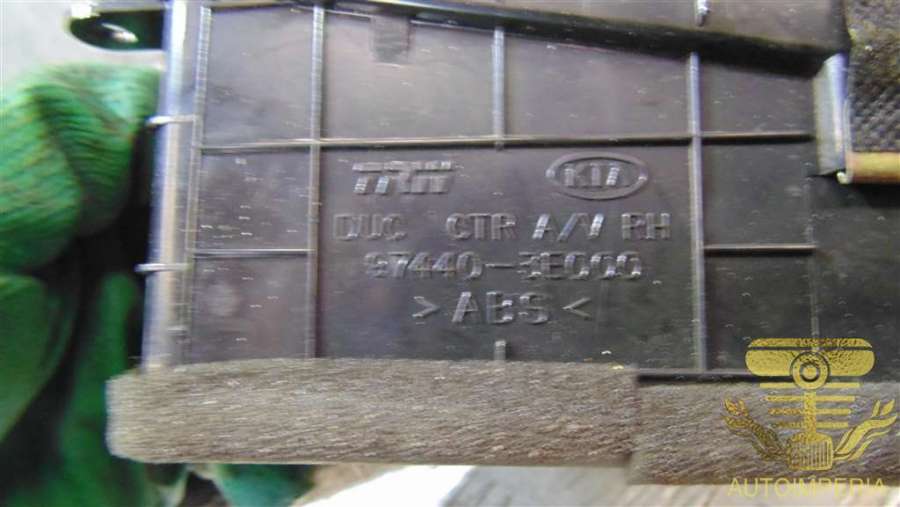 TRW KIA
DUC CTR A/V RH
97440-3E000
>ABS<
AUTOIMPERIA